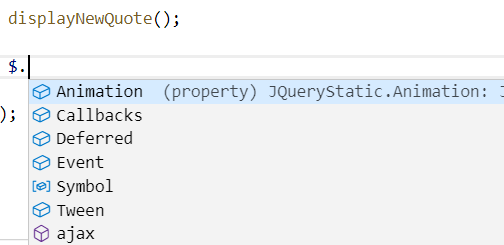 displayNewQuote();
$.
Animation (property) JQueryStatic.Animation:
);
Callbacks
Deferred
Event
Symbol
Tween
ajax